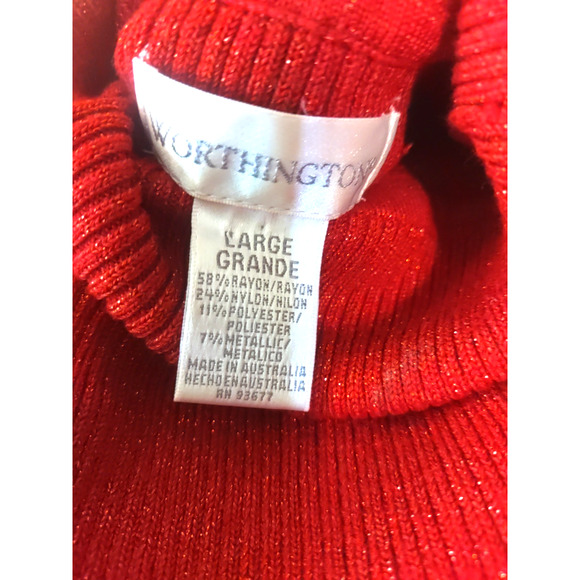 WORTHINGTON
LARGE
GRANDE
58% RAYON/RAYON
24% NYLON/NILON
11% POLYESTER/
POLIESTER
7% METALLIC/
METALICO
MADE IN AUSTRALIA
HECHO EN AUSTRALIA
RN 93677